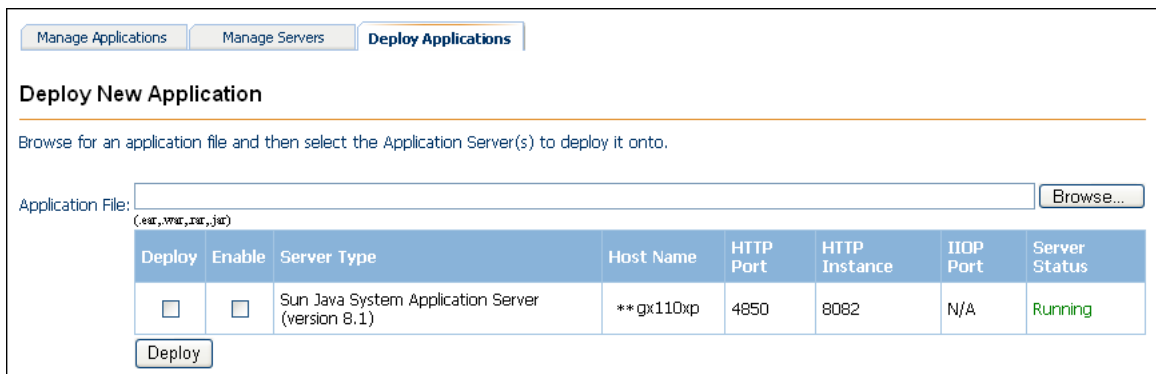 Manage Applications Manage Servers Deploy Applications
Deploy New Application
Browse for an application file and then select the Application Server(s) to deploy it onto.
Application File: Browse...
(.ear,.war,.rar,.jar)
Deploy Enable Server Type Host Name HTTP Port HTTP Instance IIOP Port Server Status
Sun Java System Application Server (version 8.1) **gx110xp 4850 8082 N/A Running
Deploy